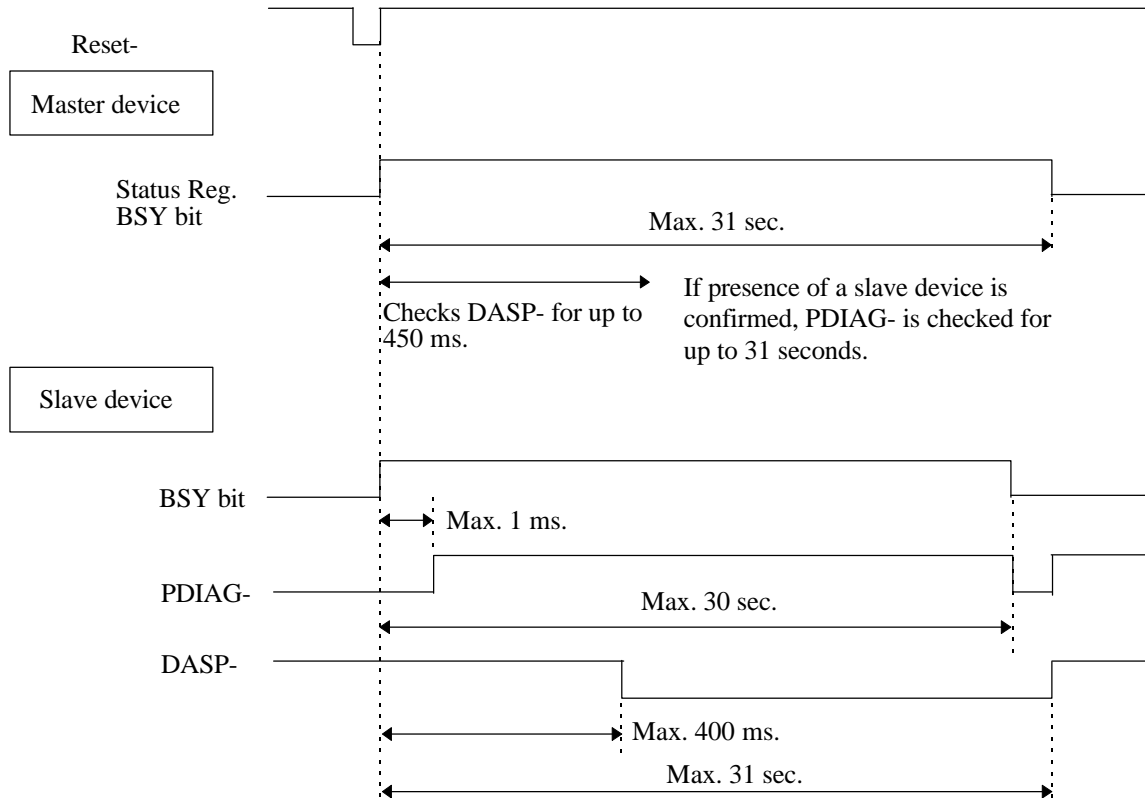 Reset-
Master device
Status Reg.
BSY bit
Max. 31 sec.
Checks DASP- for up to
450 ms.
If presence of a slave device is
confirmed, PDIAG- is checked for
up to 31 seconds.
Slave device
BSY bit
Max. 1 ms.
PDIAG-
Max. 30 sec.
DASP-
Max. 400 ms.
Max. 31 sec.